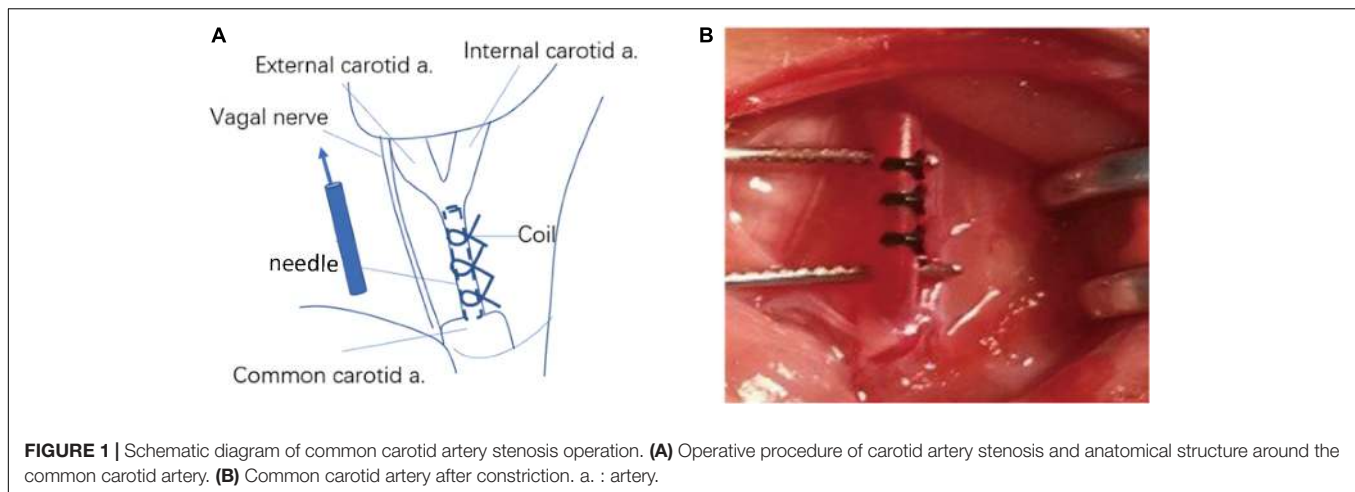 A
B
External carotid a.
Internal carotid a.
Vagal nerve
Coil
needle
Common carotid a.
FIGURE 1 | Schematic diagram of common carotid artery stenosis operation. (A) Operative procedure of carotid artery stenosis and anatomical structure around the
common carotid artery. (B) Common carotid artery after constriction. a. : artery.